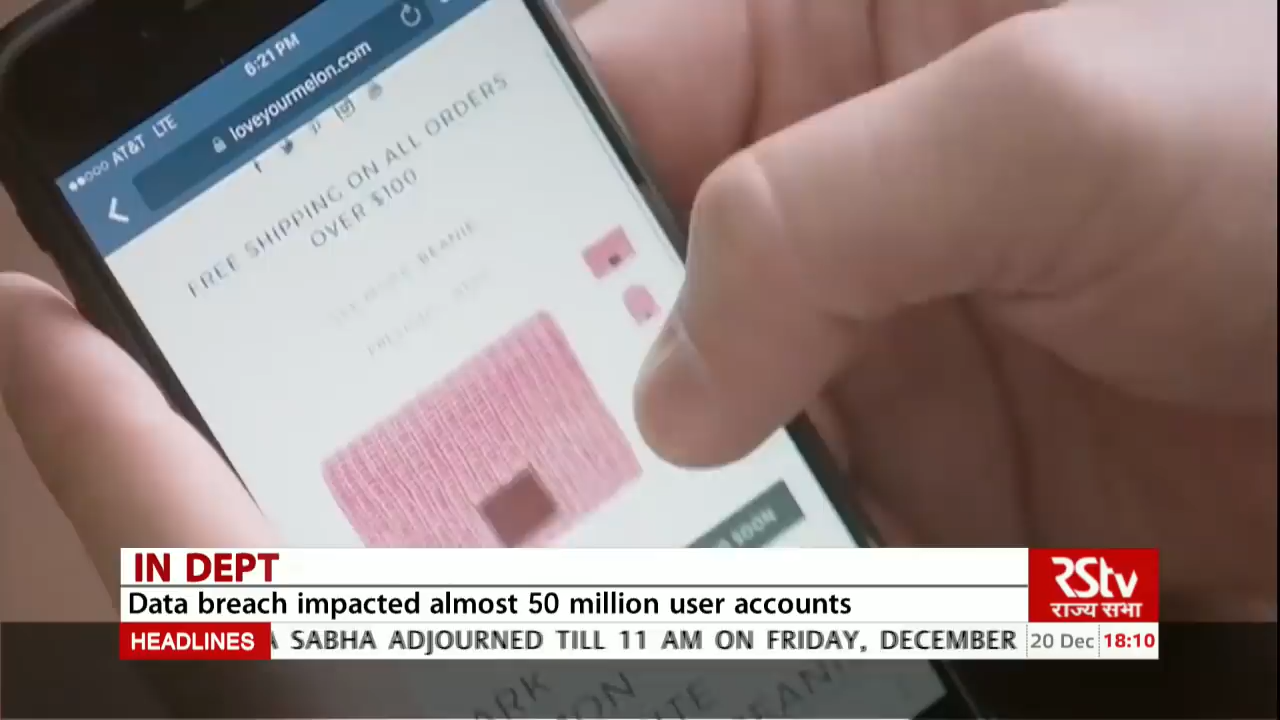 6:21 PM
●●○○○ AT&T LTE
loveyourmelon.com
FREE SHIPPING ON ALL ORDERS
OVER $100
BEANIE
SOON
IN DEPT
RStv
राज्य सभा
Data breach impacted almost 50 million user accounts
HEADLINES
A SABHA ADJOURNED TILL 11 AM ON FRIDAY, DECEMBER
20 Dec 18:10